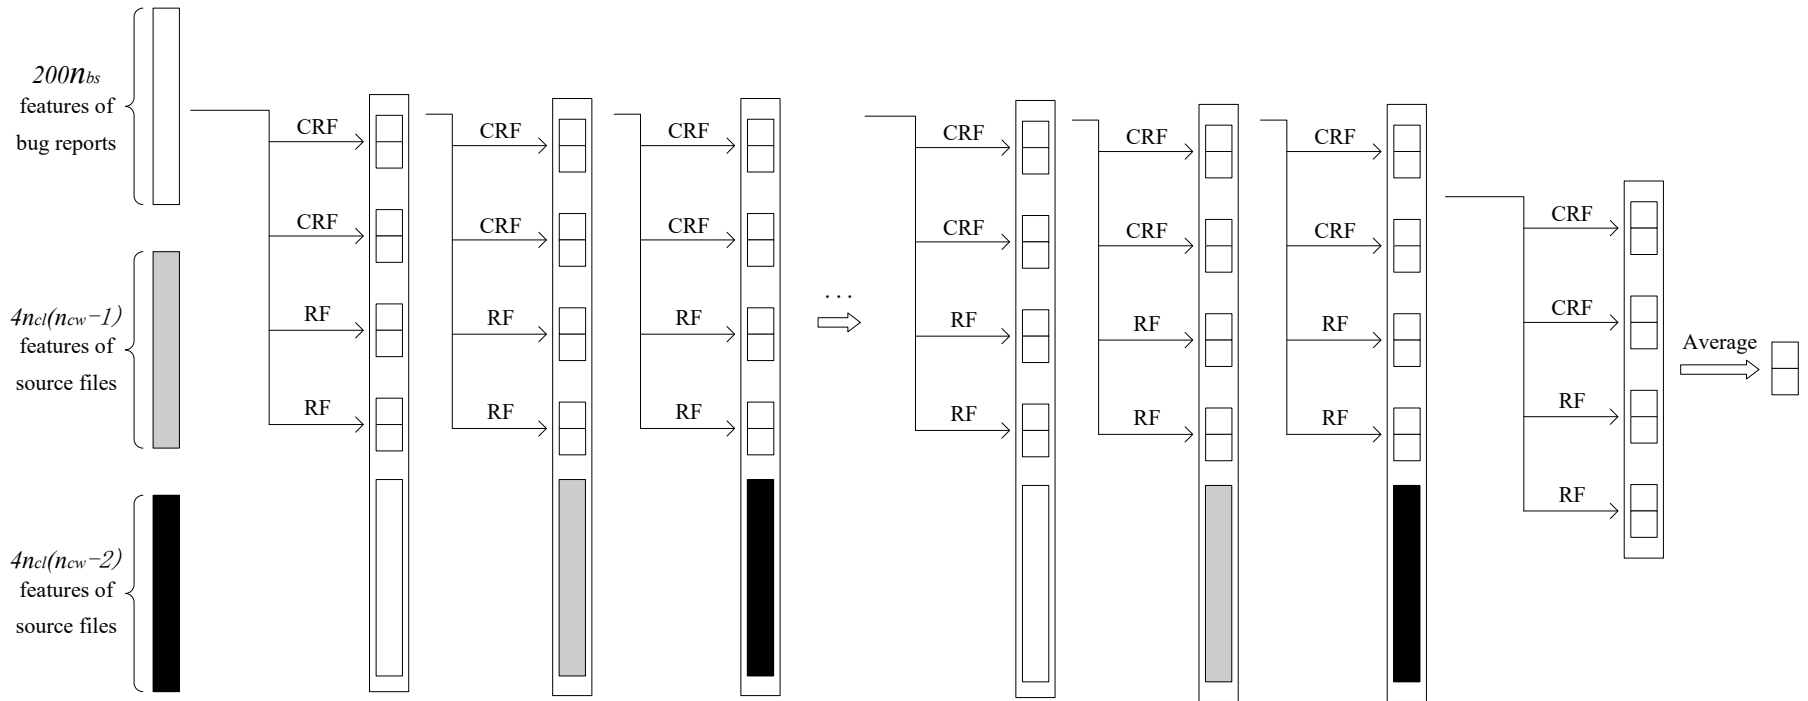 200nbs
features of
bug reports
4ncl(ncw-1)
features of
source files
4ncl(ncw-2)
features of
source files
CRF
CRF
RF
RF
CRF
CRF
RF
RF
CRF
CRF
RF
RF
...
CRF
CRF
RF
RF
CRF
CRF
RF
RF
CRF
CRF
RF
RF
CRF
CRF
RF
RF
Average